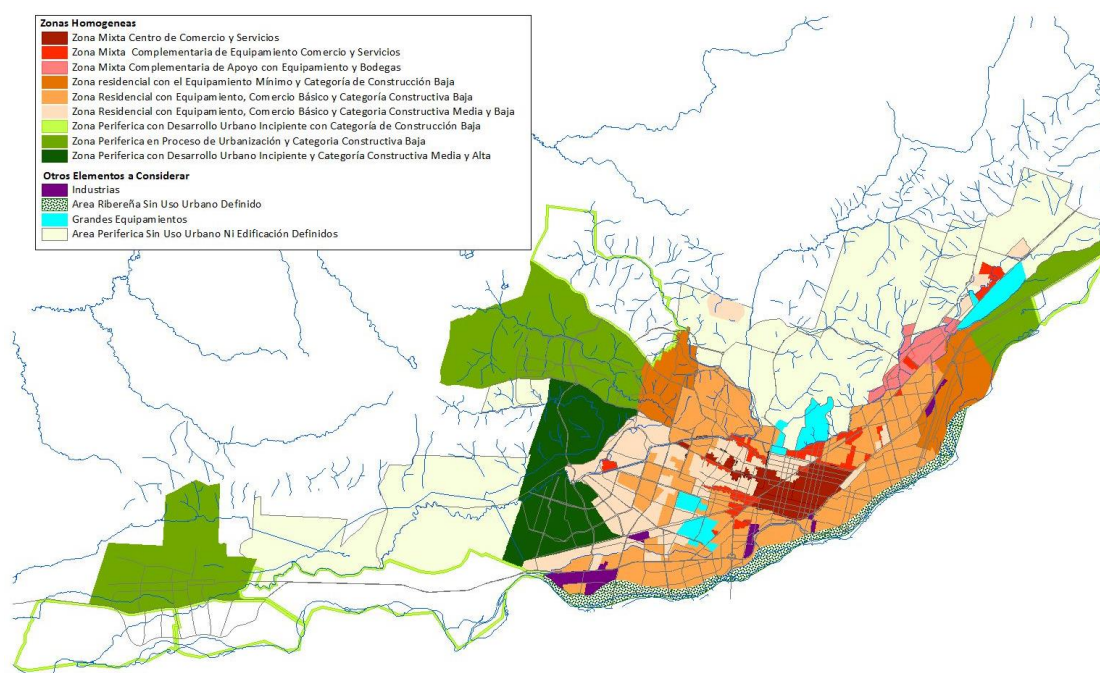 Zonas Homogeneas
Zona Mixta Centro de Comercio y Servicios
Zona Mixta Complementaria de Equipamiento Comercio y Servicios
Zona Mixta Complementaria de Apoyo con Equipamiento y Bodegas
Zona residencial con el Equipamiento Mínimo y Categoría de Construcción Baja
Zona Residencial con Equipamiento, Comercio Básico y Categoría Constructiva Baja
Zona Residencial con Equipamiento, Comercio Básico y Categoria Constructiva Media y Baja
Zona Periferica con Desarrollo Urbano Incipiente con Categoría de Construcción Baja
Zona Periferica en Proceso de Urbanización y Categoria Constructiva Baja
Zona Periferica con Desarrollo Urbano Incipiente y Categoría Constructiva Media y Alta
Otros Elementos a Considerar
Industrias
Area Ribereña Sin Uso Urbano Definido
Grandes Equipamientos
Area Periferica Sin Uso Urbano Ni Edificación Definidos